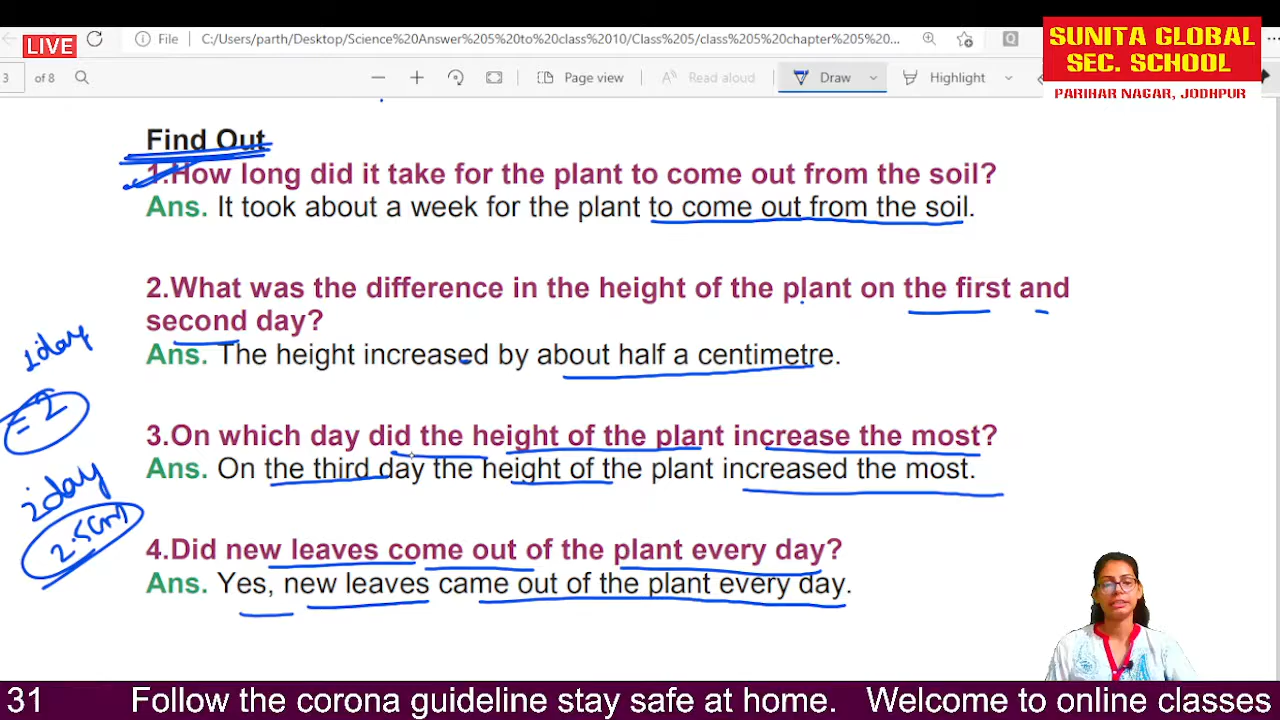 LIVE
File
C:/Users/parth/Desktop/Science%20Answer%205%20to%20class%2010/Class%205/class%205%20chapter%205%20...
SUNITA GLOBAL
SEC. SCHOOL
PARIHAR NAGAR, JODHPUR
3 of 8
Page view
Read aloud
Draw
Highlight
Find Out
1.How long did it take for the plant to come out from the soil?
Ans. It took about a week for the plant to come out from the soil.
2.What was the difference in the height of the plant on the first and
second day?
Ans. The height increased by about half a centimetre.
1day
= 2
3.On which day did the height of the plant increase the most?
Ans. On the third day the height of the plant increased the most.
2day
2.5cm
4.Did new leaves come out of the plant every day?
Ans. Yes, new leaves came out of the plant every day.
31 Follow the corona guideline stay safe at home. Welcome to online classes